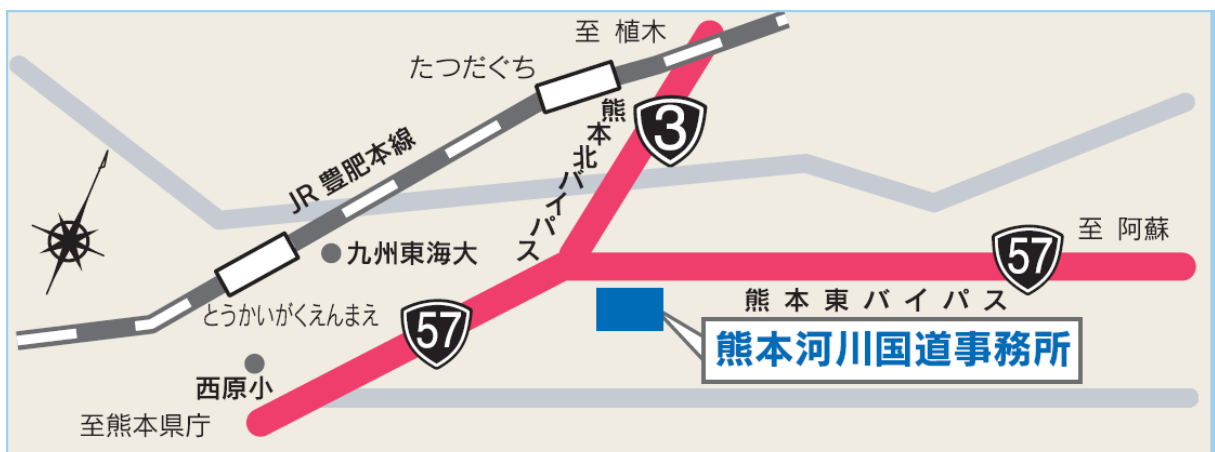 至 植木
たつだぐち
熊本北バイパス
3
JR 豊肥本線
九州東海大
至 阿蘇
57
とうかいがくえんまえ
57
熊本東バイパス
熊本河川国道事務所
西原小
至熊本県庁